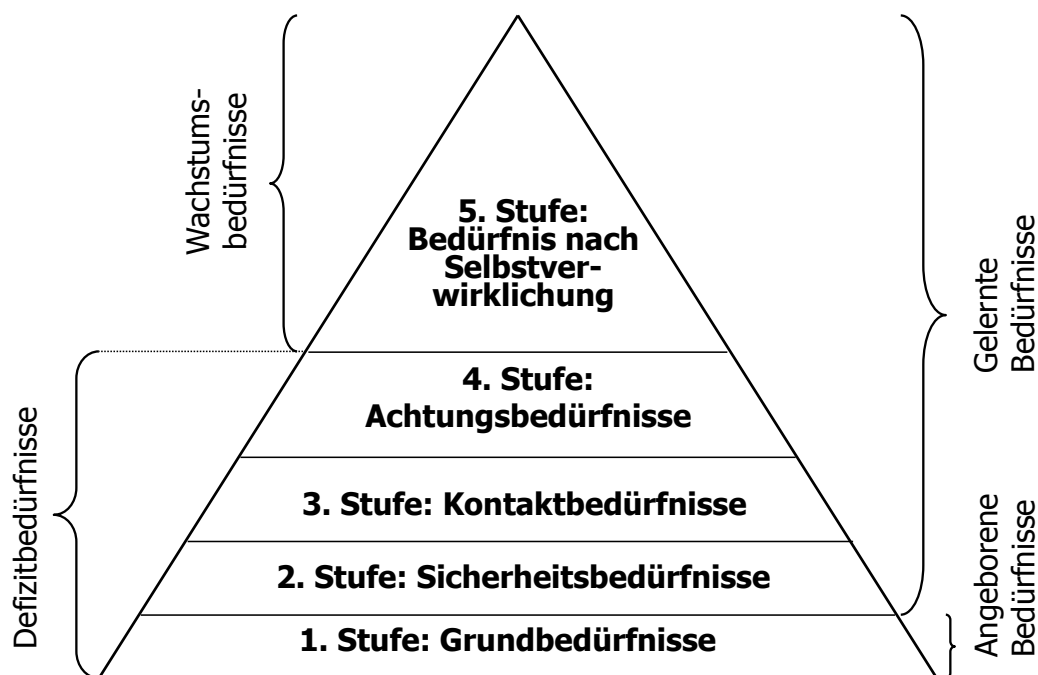 Wachstums-
bedürfnisse
5. Stufe:
Bedürfnis nach
Selbstver-
wirklichung
Gelernte
Bedürfnisse
4. Stufe:
Achtungsbedürfnisse
Defizitbedürfnisse
3. Stufe: Kontaktbedürfnisse
2. Stufe: Sicherheitsbedürfnisse
1. Stufe: Grundbedürfnisse
Angeborene
Bedürfnisse